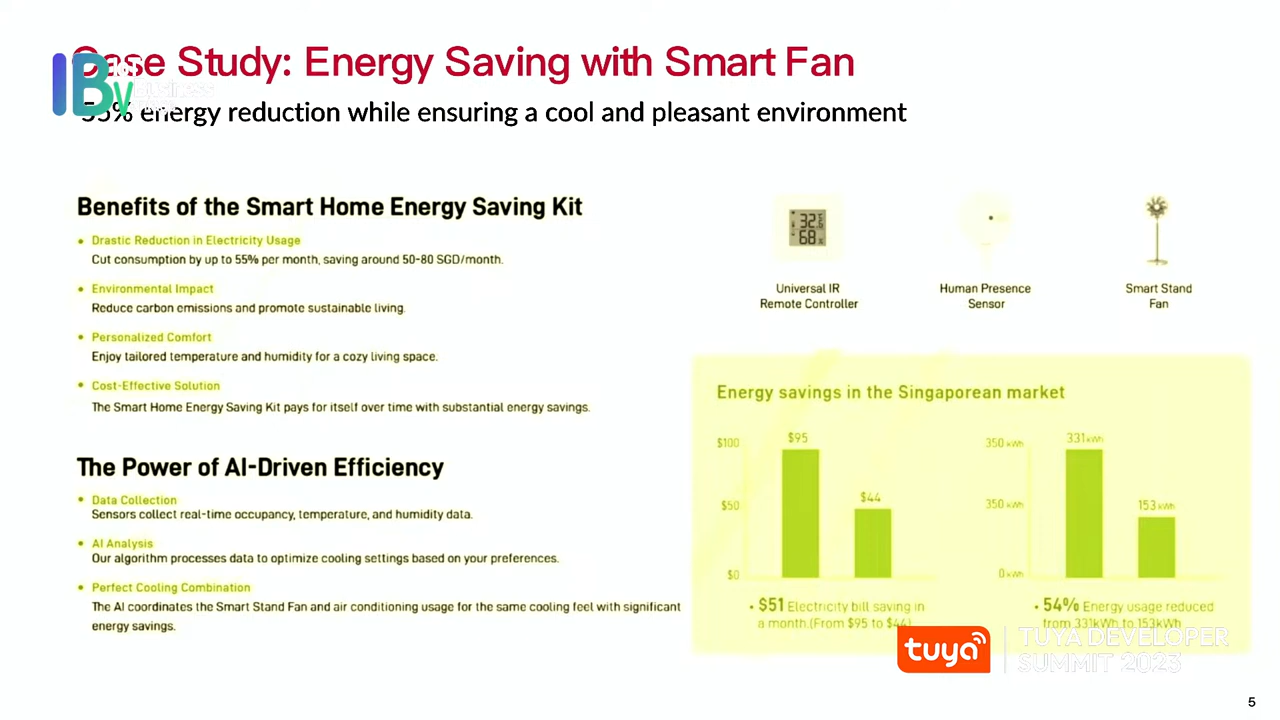 Case Study: Energy Saving with Smart Fan
55% energy reduction while ensuring a cool and pleasant environment
IBV
IoT
Business
Benefits of the Smart Home Energy Saving Kit
• Drastic Reduction in Electricity Usage
Cut consumption by up to 55% per month, saving around 50-80 SGD/month.
• Environmental Impact
Reduce carbon emissions and promote sustainable living.
• Personalized Comfort
Enjoy tailored temperature and humidity for a cozy living space.
• Cost-Effective Solution
The Smart Home Energy Saving Kit pays for itself over time with substantial energy savings.
The Power of AI-Driven Efficiency
• Data Collection
Sensors collect real-time occupancy, temperature, and humidity data.
• AI Analysis
Our algorithm processes data to optimize cooling settings based on your preferences.
• Perfect Cooling Combination
The AI coordinates the Smart Stand Fan and air conditioning usage for the same cooling feel with significant
energy savings.
Universal IR
Remote Controller
Human Presence
Sensor
Smart Stand
Fan
Energy savings in the Singaporean market
$100
$50
$0
$95
$44
• $51 Electricity bill saving in
a month.(From $95 to $44)
350 kWh
350 kWh
0 kWh
331kWh
153kWh
• 54% Energy usage reduced
from 331kWh to 153kWh
tuya
TUYA DEVELOPER
SUMMIT 2023
5